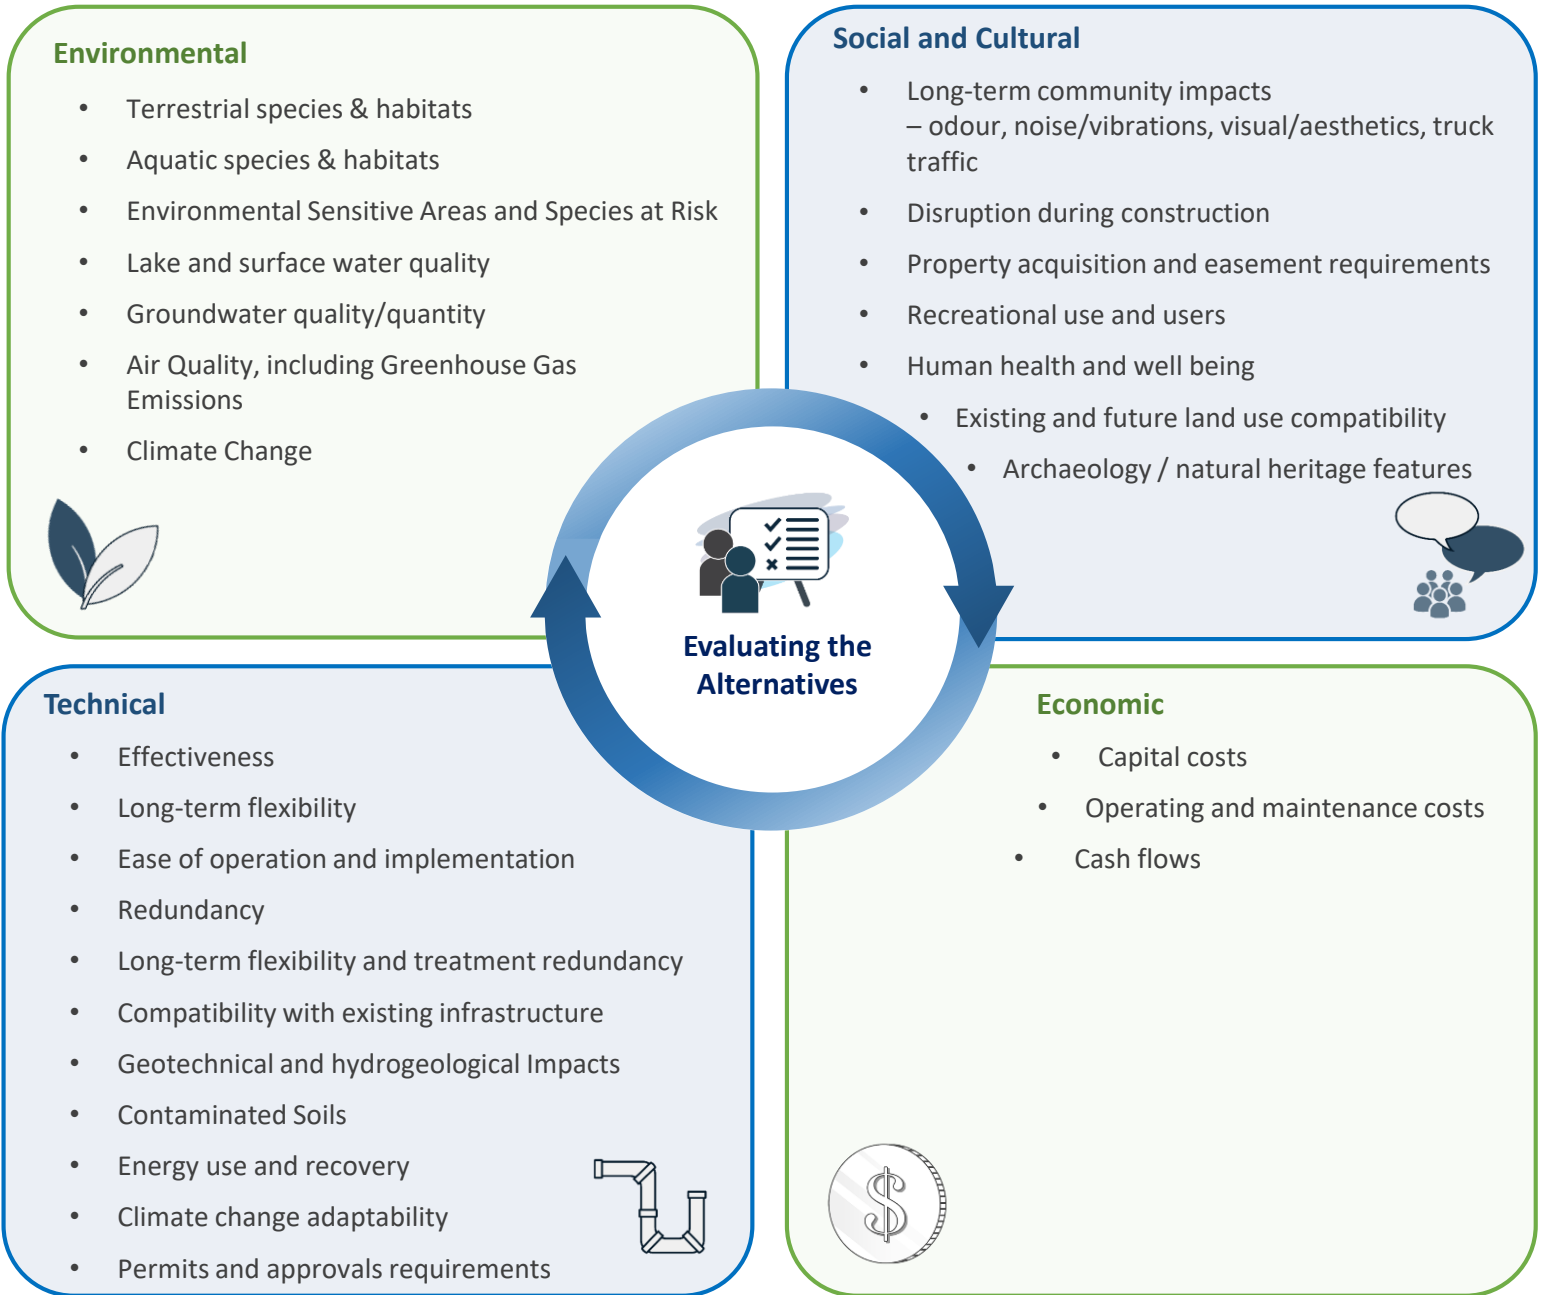 Environmental
• Terrestrial species & habitats
• Aquatic species & habitats
• Environmental Sensitive Areas and Species at Risk
• Lake and surface water quality
• Groundwater quality/quantity
• Air Quality, including Greenhouse Gas
Emissions
• Climate Change
Social and Cultural
• Long-term community impacts
– odour, noise/vibrations, visual/aesthetics, truck
traffic
• Disruption during construction
• Property acquisition and easement requirements
• Recreational use and users
• Human health and well being
• Existing and future land use compatibility
• Archaeology / natural heritage features
Evaluating the
Alternatives
Technical
• Effectiveness
• Long-term flexibility
• Ease of operation and implementation
• Redundancy
• Long-term flexibility and treatment redundancy
• Compatibility with existing infrastructure
• Geotechnical and hydrogeological Impacts
• Contaminated Soils
• Energy use and recovery
• Climate change adaptability
• Permits and approvals requirements
Economic
• Capital costs
• Operating and maintenance costs
• Cash flows
$